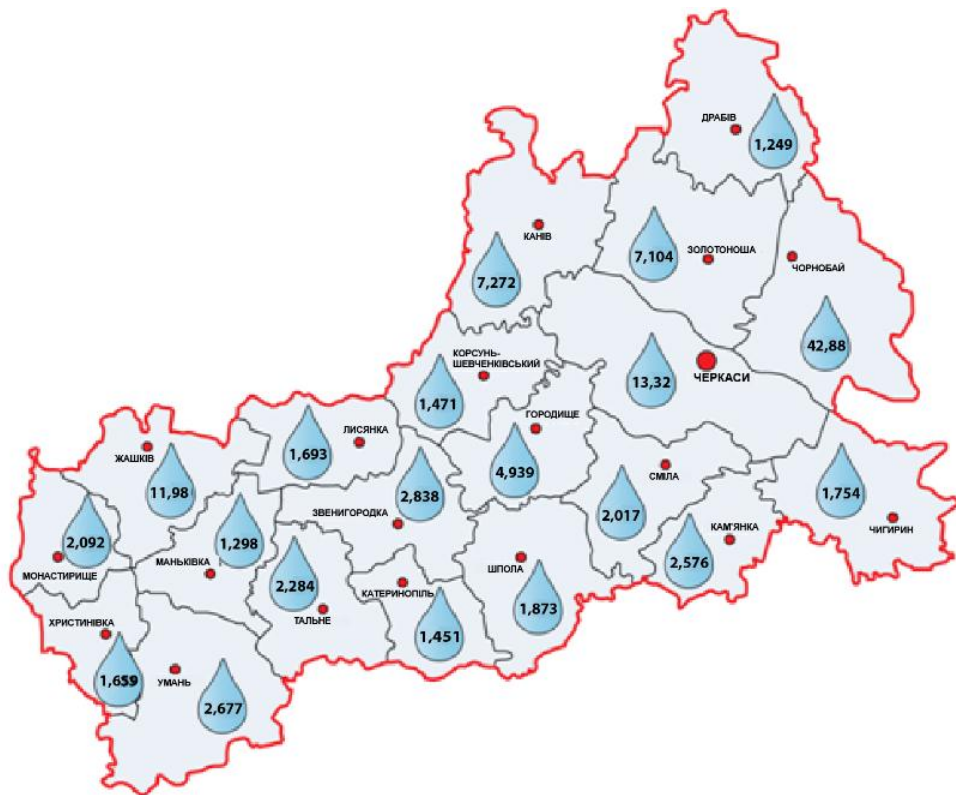 ДРАБІВ
1,249
КАНІВ
7,272
ЗОЛОТОНОША
7,104
ЧОРНОБАЙ
42,88
КОРСУНЬ-
ШЕВЧЕНКІВСЬКИЙ
1,471
ЧЕРКАСИ
13,32
ГОРОДИЩЕ
4,939
ЛИСЯНКА
1,693
ЖАШКІВ
11,98
ЗВЕНИГОРОДКА
2,838
СМІЛА
2,017
ЧИГИРИН
1,754
КАМ'ЯНКА
2,576
МОНАСТИРИЩЕ
2,092
МАНЬКІВКА
1,298
ТАЛЬНЕ
2,284
КАТЕРИНОПІЛЬ
1,451
ШПОЛА
1,873
ХРИСТИНІВКА
УМАНЬ
2,677